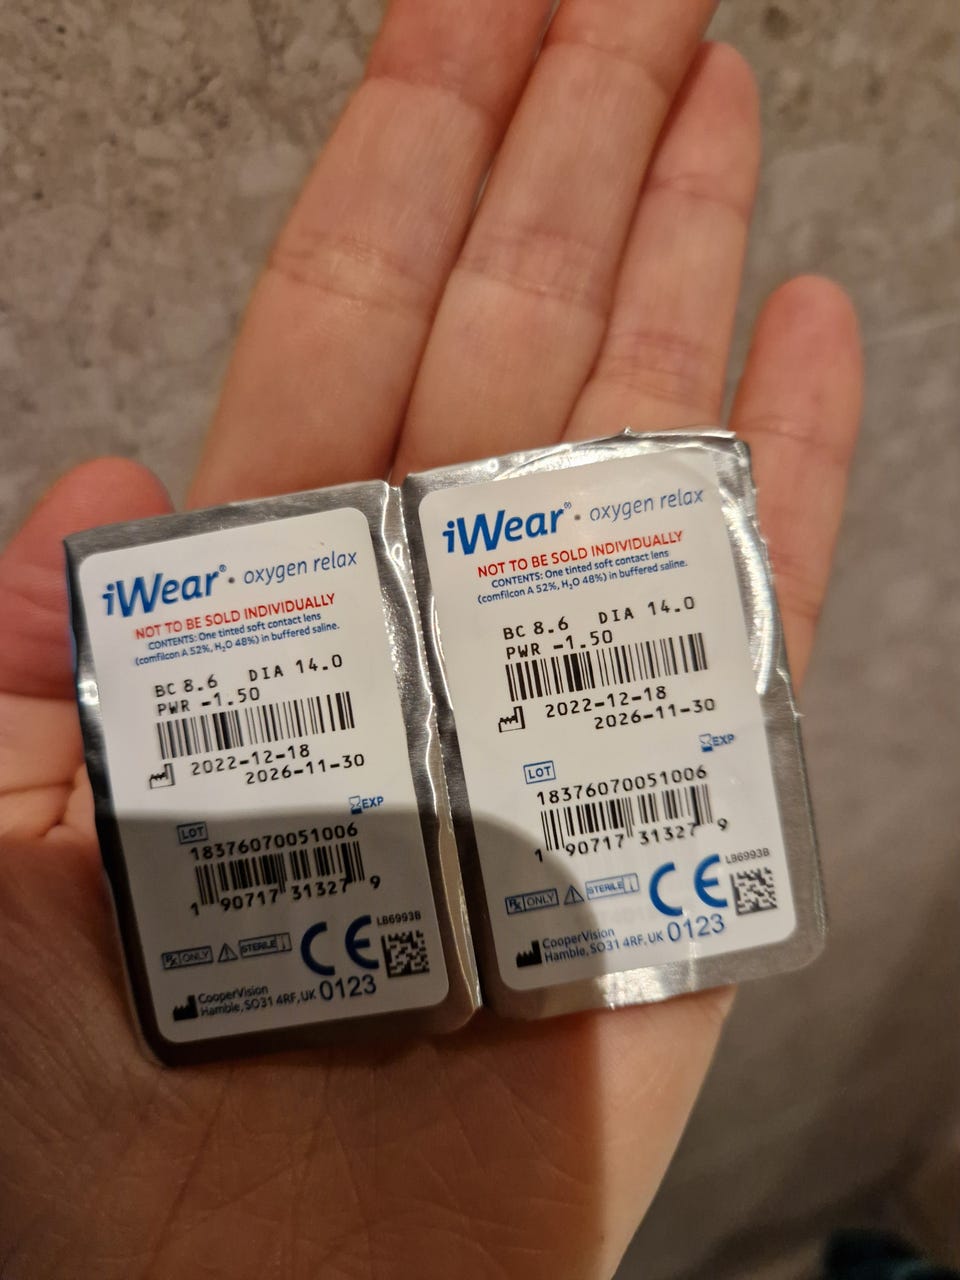 iWear® • oxygen relax
NOT TO BE SOLD INDIVIDUALLY
CONTENTS: One tinted soft contact lens
(comfilcon A 52%, H₂O 48%) in buffered saline.
BC 8.6 DIA 14.0
PWR -1.50
2022-12-18
2026-11-30
EXP
LOT
18376070051006
1 90717 31327 9
LB6993B
Rx ONLY STERILE
CE
0123
CooperVision
Hamble, SO31 4RF, UK
iWear® • oxygen relax
NOT TO BE SOLD INDIVIDUALLY
CONTENTS: One tinted soft contact lens
(comfilcon A 52%, H₂O 48%) in buffered saline.
BC 8.6 DIA 14.0
PWR -1.50
2022-12-18
2026-11-30
EXP
LOT
18376070051006
1 90717 31327 9
LB6993B
Rx ONLY STERILE
CE
0123
CooperVision
Hamble, SO31 4RF, UK